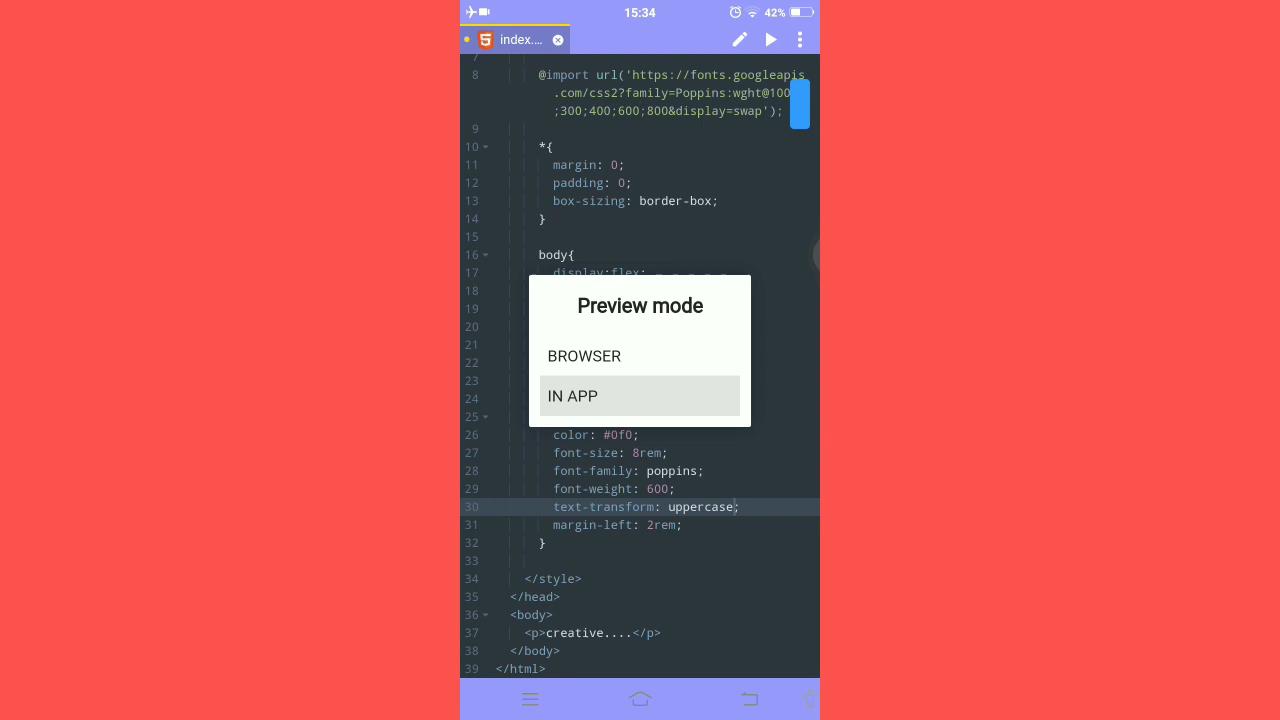 15:34
42%
index....
7
8 @import url('https://fonts.googleapis
.com/css2?family=Poppins:wght@100
;300;400;600;800&display=swap');
9
10 *{
11 margin: 0;
12 padding: 0;
13 box-sizing: border-box;
14 }
15
16 body{
17 display:flex;
18
19
20
21
22
23
24
25
Preview mode
BROWSER
IN APP
26 color: #0f0;
27 font-size: 8rem;
28 font-family: poppins;
29 font-weight: 600;
30 text-transform: uppercase;
31 margin-left: 2rem;
32 }
33
34 </style>
35 </head>
36 <body>
37 <p>creative....</p>
38 </body>
39 </html>